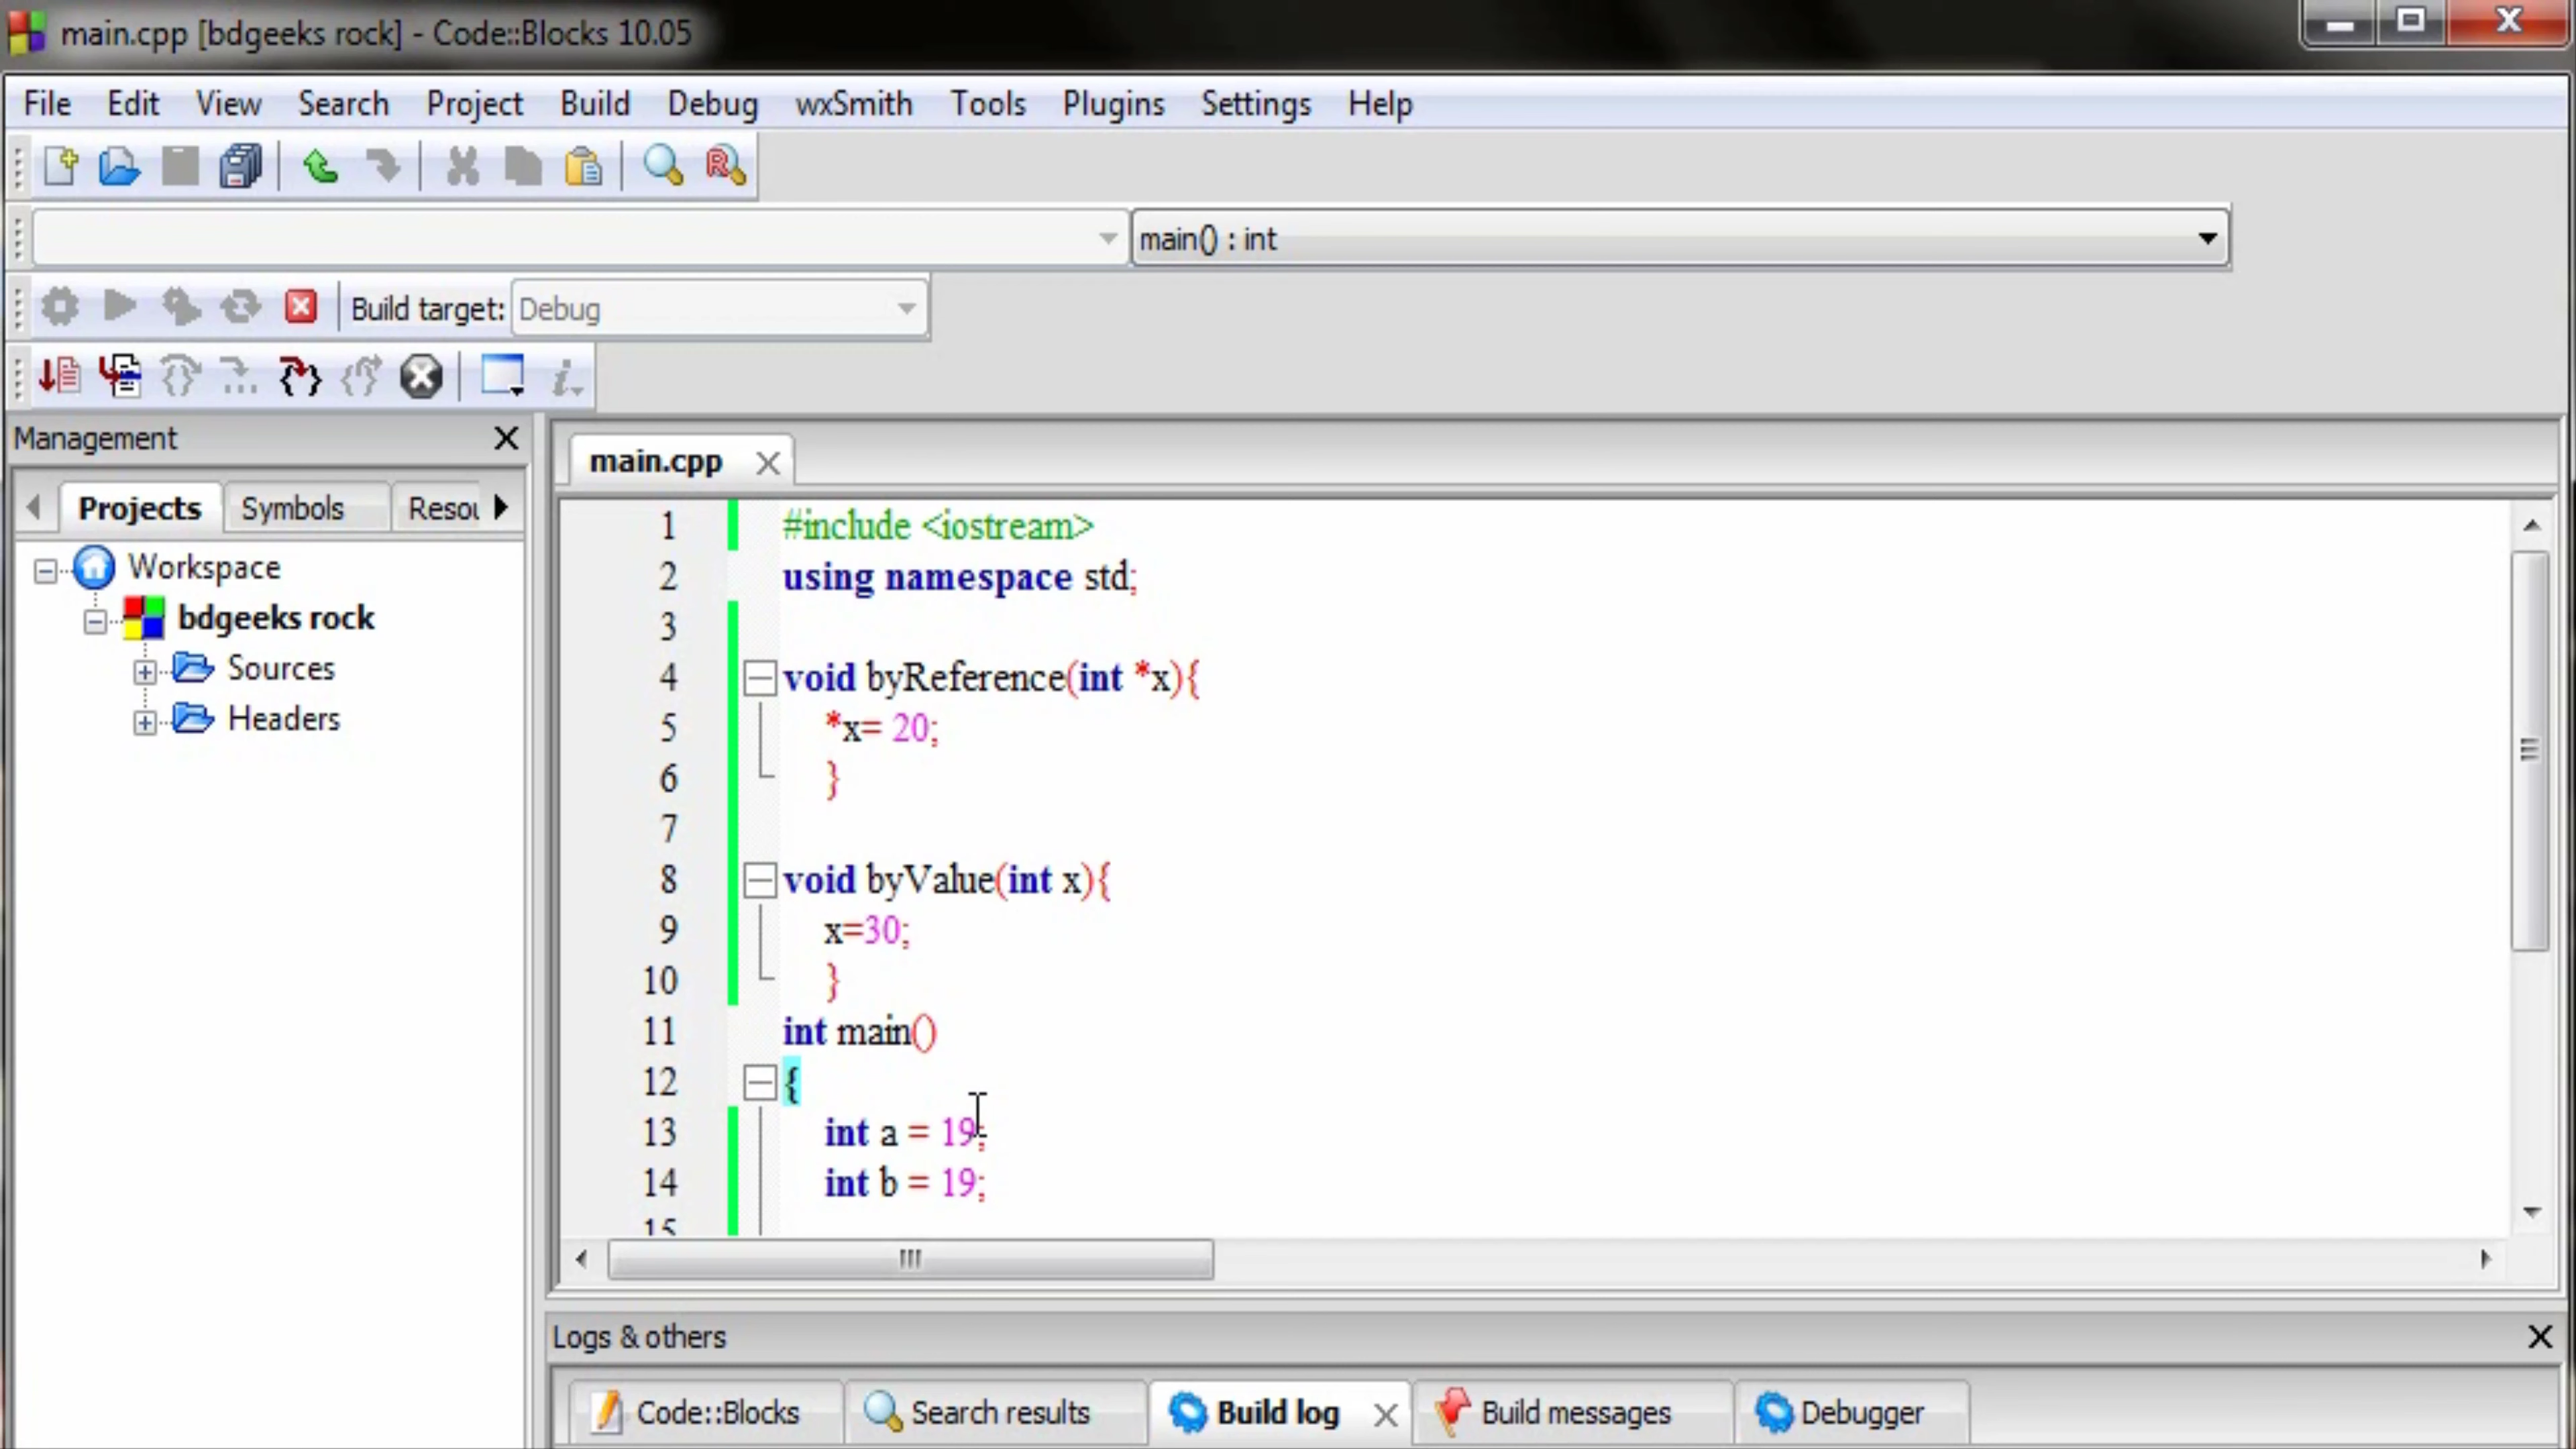 main.cpp [bdgeeks rock] - Code::Blocks 10.05
File Edit View Search Project Build Debug wxSmith Tools Plugins Settings Help
main() : int
Build target: Debug
Management
Projects Symbols Resou
Workspace
bdgeeks rock
Sources
Headers
main.cpp
1 #include <iostream>
2 using namespace std;
3
4 void byReference(int *x){
5 *x= 20;
6 }
7
8 void byValue(int x){
9 x=30;
10 }
11 int main()
12 {
13 int a = 19;
14 int b = 19;
15
Logs & others
Code::Blocks Search results Build log Build messages Debugger